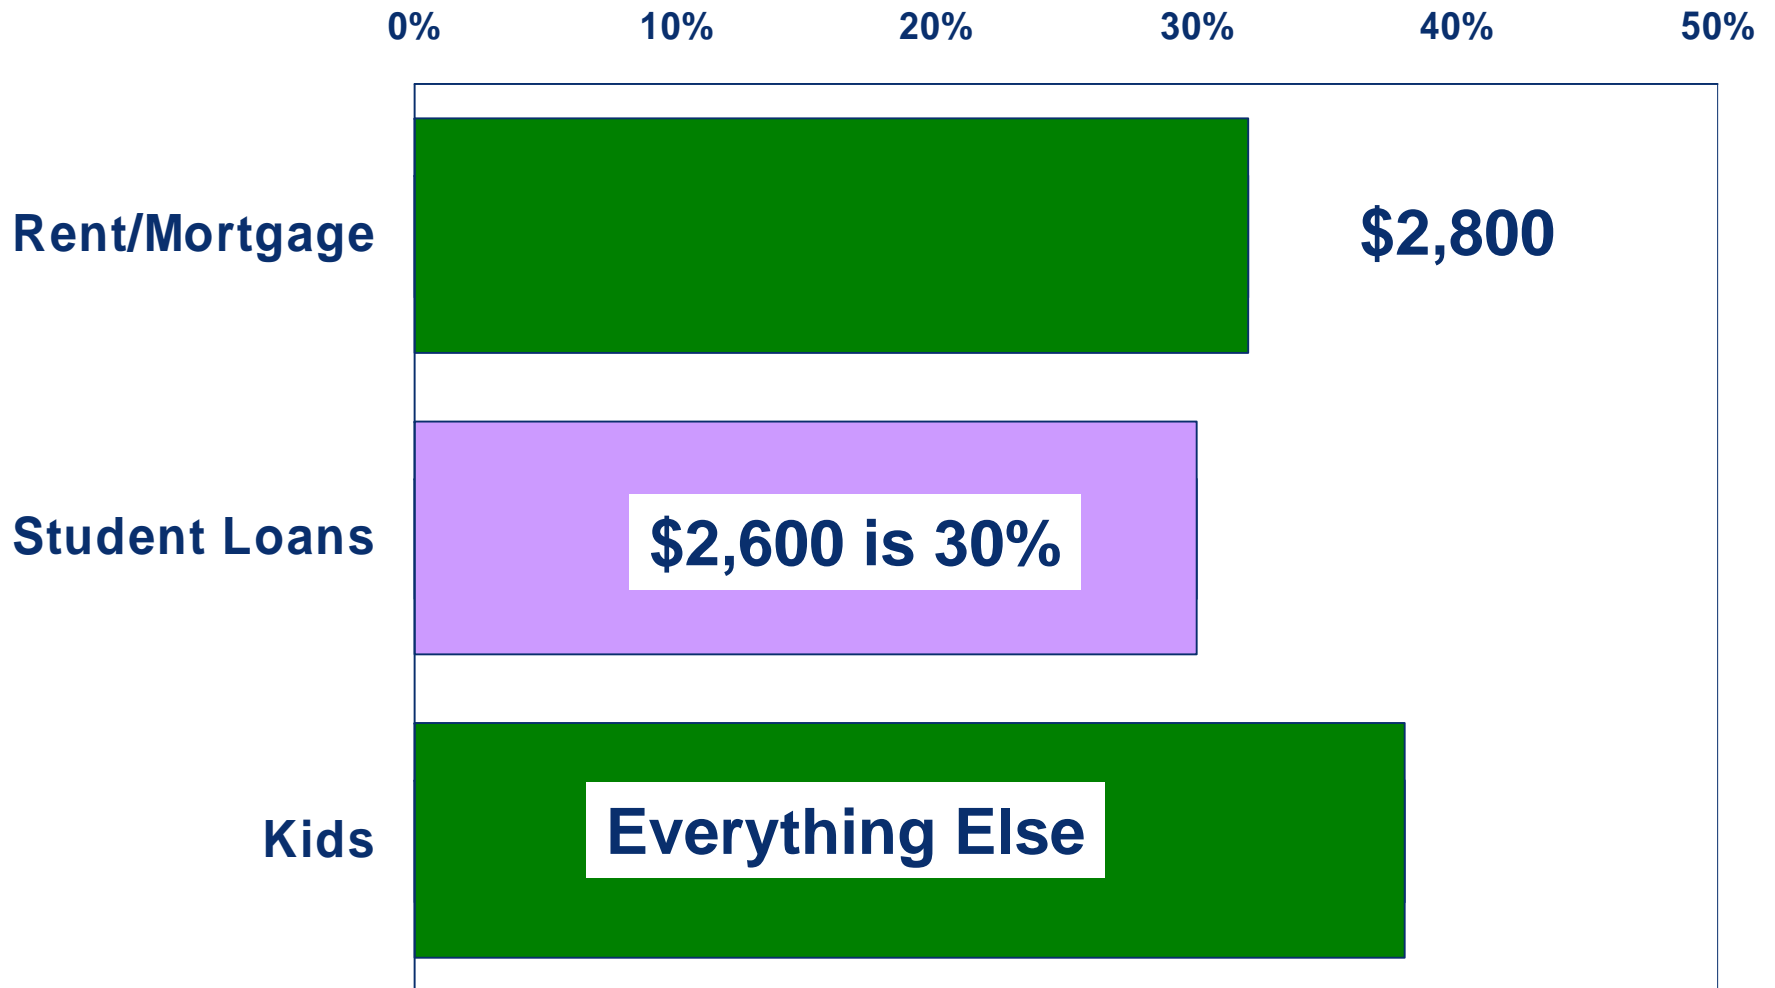 0% 10% 20% 30% 40% 50%
Rent/Mortgage $2,800
Student Loans $2,600 is 30%
Kids Everything Else